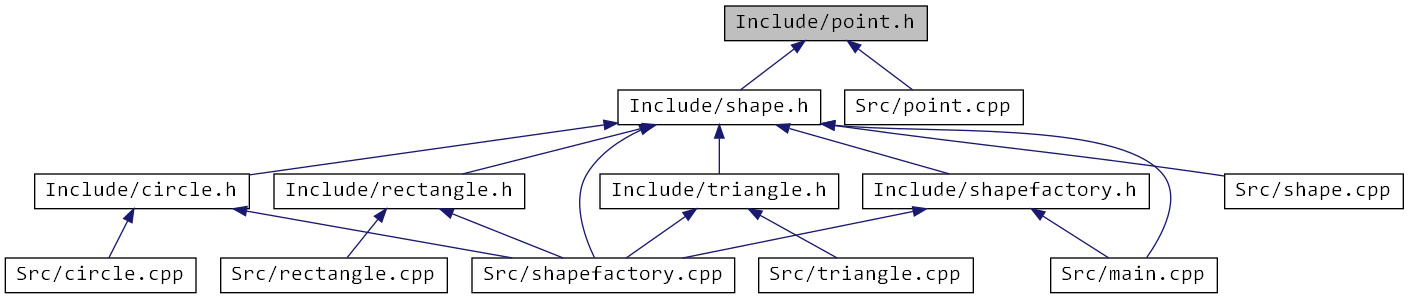 Include/point.h
Include/shape.h
Src/point.cpp
Include/circle.h
Include/rectangle.h
Include/triangle.h
Include/shapefactory.h
Src/shape.cpp
Src/circle.cpp
Src/rectangle.cpp
Src/shapefactory.cpp
Src/triangle.cpp
Src/main.cpp